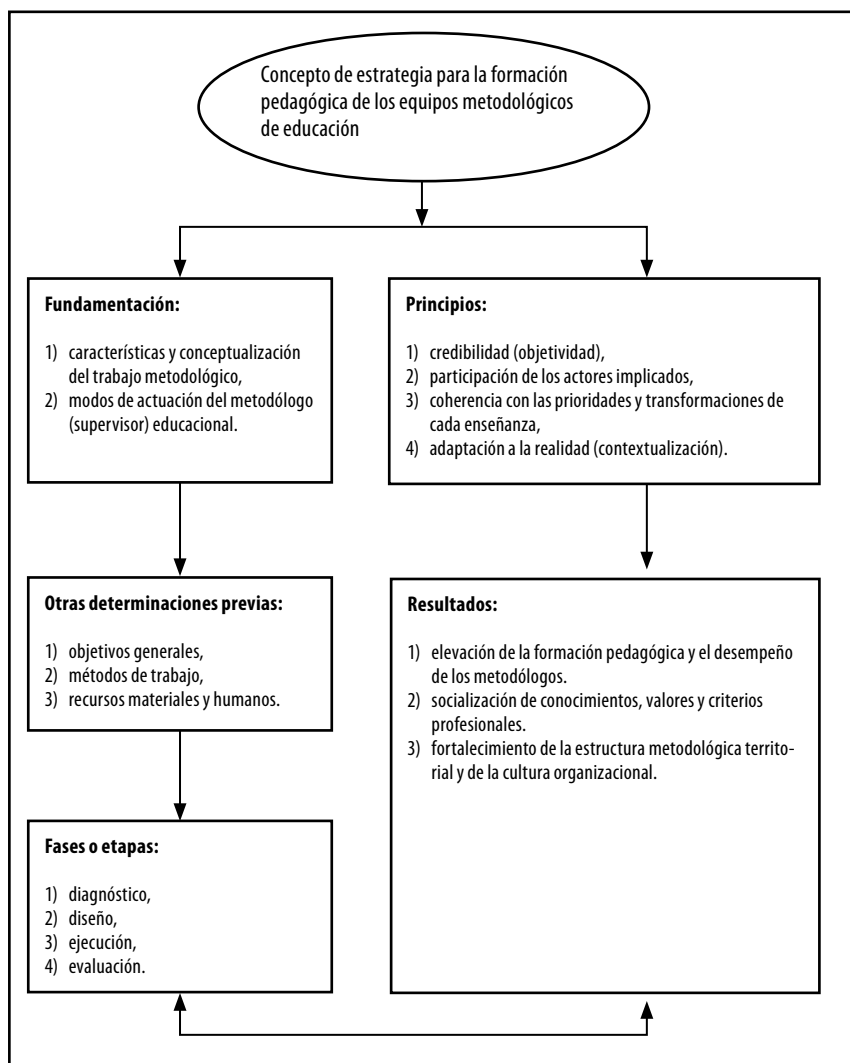 Concepto de estrategia para la formación
pedagógica de los equipos metodológicos
de educación
Fundamentación:
1) características y conceptualización
del trabajo metodológico,
2) modos de actuación del metodólogo
(supervisor) educacional.
Principios:
1) credibilidad (objetividad),
2) participación de los actores implicados,
3) coherencia con las prioridades y transformaciones de
cada enseñanza,
4) adaptación a la realidad (contextualización).
Otras determinaciones previas:
1) objetivos generales,
2) métodos de trabajo,
3) recursos materiales y humanos.
Resultados:
1) elevación de la formación pedagógica y el desempeño
de los metodólogos.
2) socialización de conocimientos, valores y criterios
profesionales.
3) fortalecimiento de la estructura metodológica territo-
rial y de la cultura organizacional.
Fases o etapas:
1) diagnóstico,
2) diseño,
3) ejecución,
4) evaluación.